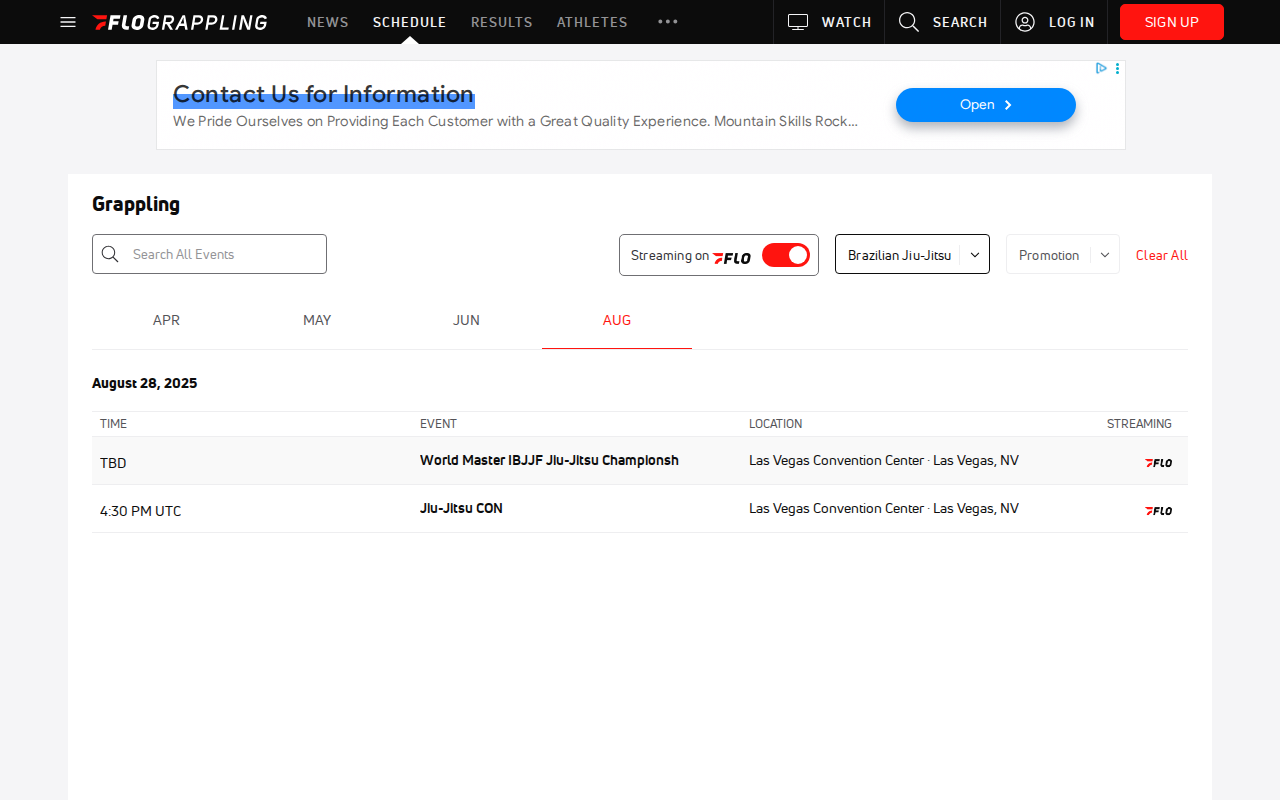 FLOGRAPPLING NEWS SCHEDULE RESULTS ATHLETES ••• WATCH SEARCH LOG IN SIGN UP
Contact Us for Information
We Pride Ourselves on Providing Each Customer with a Great Quality Experience. Mountain Skills Rock...
Open
Grappling
Search All Events Streaming on FLO Brazilian Jiu-Jitsu Promotion Clear All
APR MAY JUN AUG
August 28, 2025
TIME EVENT LOCATION STREAMING
TBD World Master IBJJF Jiu-Jitsu Championsh Las Vegas Convention Center · Las Vegas, NV FLO
4:30 PM UTC Jiu-Jitsu CON Las Vegas Convention Center · Las Vegas, NV FLO